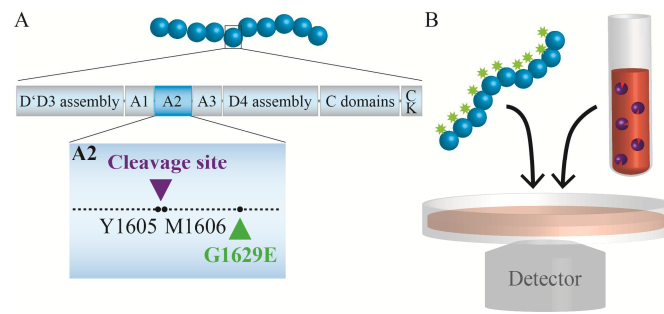 A
D'D3 assembly A1 A2 A3 D4 assembly C domains C K
A2
Cleavage site
Y1605 M1606
G1629E
B
Detector